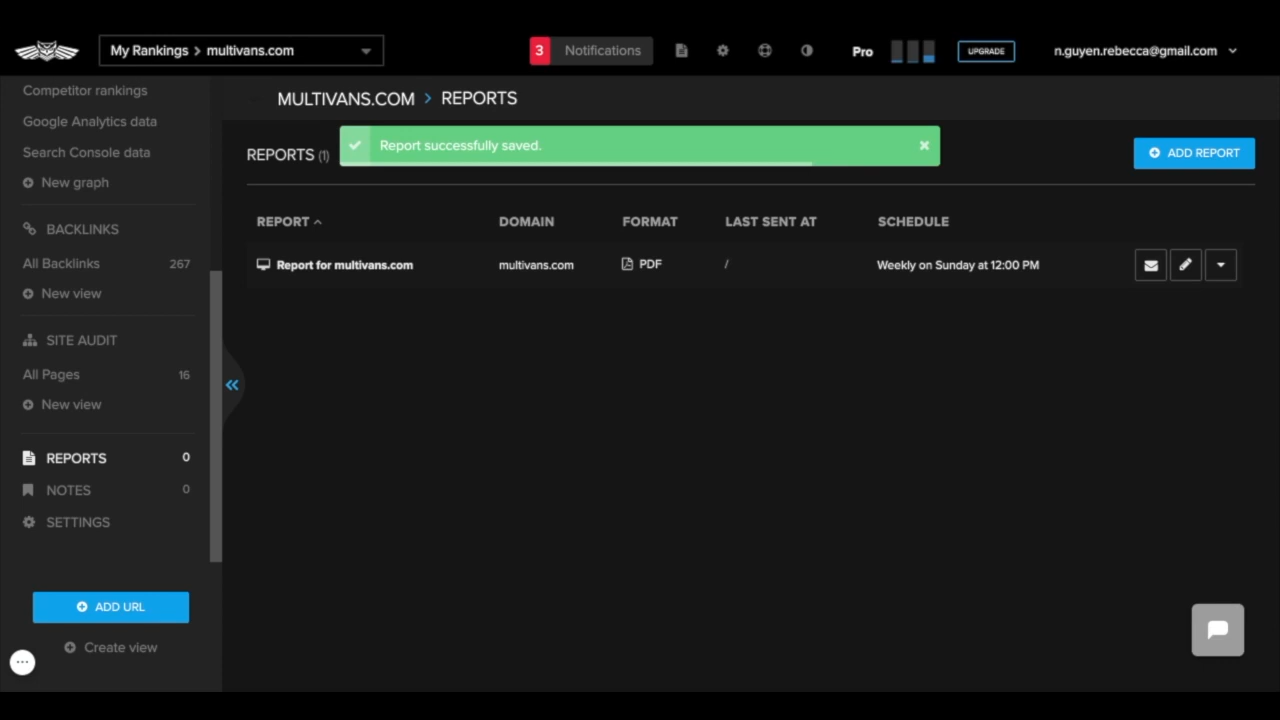 My Rankings > multivans.com
3 Notifications
Pro
UPGRADE
n.guyen.rebecca@gmail.com
Competitor rankings
Google Analytics data
Search Console data
New graph
BACKLINKS
All Backlinks 267
New view
SITE AUDIT
All Pages 16
New view
REPORTS 0
NOTES 0
SETTINGS
ADD URL
Create view
MULTIVANS.COM > REPORTS
REPORTS (1)
Report successfully saved.
ADD REPORT
REPORT DOMAIN FORMAT LAST SENT AT SCHEDULE
Report for multivans.com multivans.com PDF / Weekly on Sunday at 12:00 PM